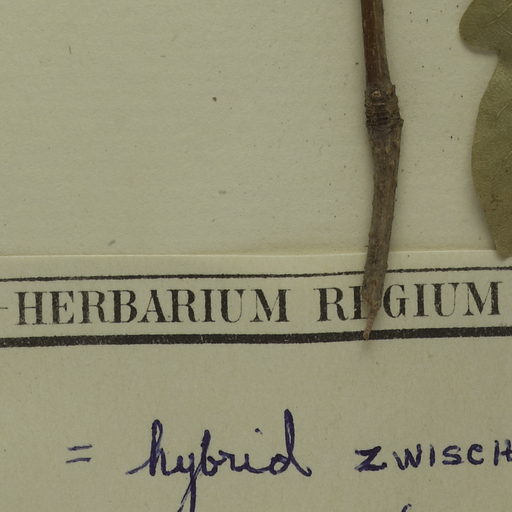 HERBARIUM REGIUM
= hybrid ZWISCH